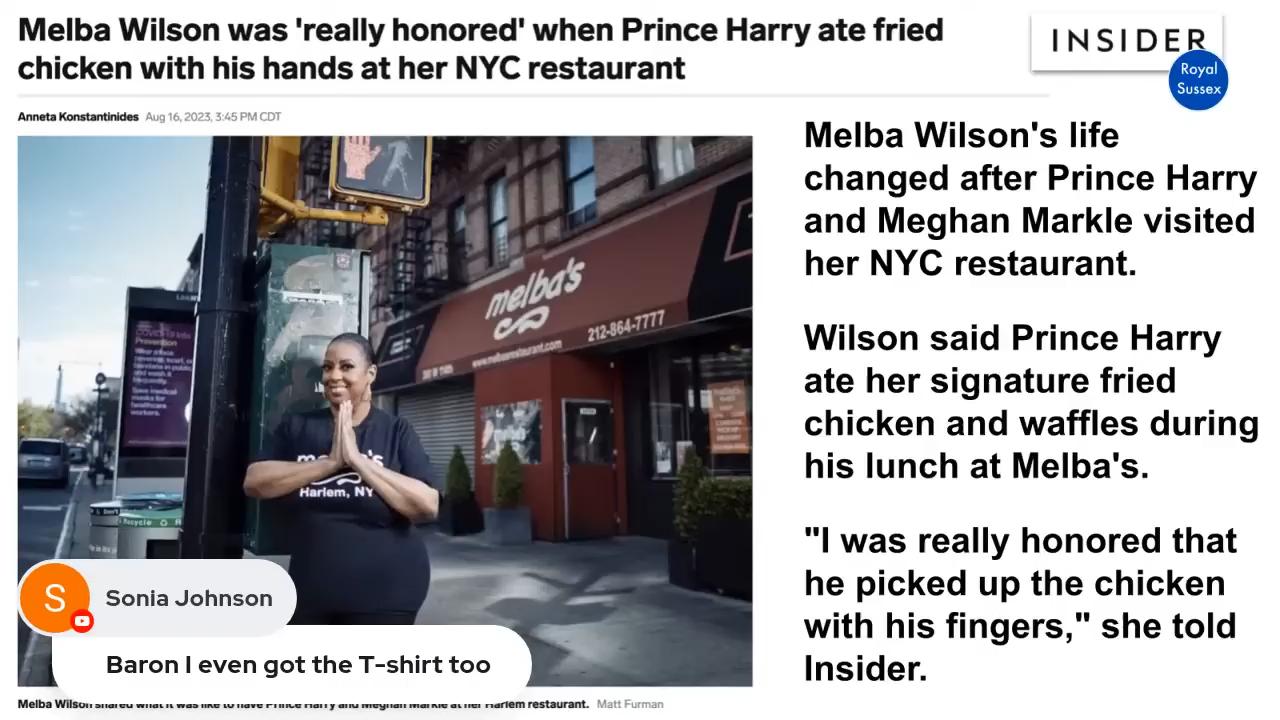 Melba Wilson was 'really honored' when Prince Harry ate fried
chicken with his hands at her NYC restaurant
INSIDER
Royal
Sussex
Anneta Konstantinides Aug 16, 2023, 3:45 PM CDT
Melba Wilson's life
changed after Prince Harry
and Meghan Markle visited
her NYC restaurant.
Wilson said Prince Harry
ate her signature fried
chicken and waffles during
his lunch at Melba's.
"I was really honored that
he picked up the chicken
with his fingers," she told
Insider.
melba's
212-864-7777
www.melbasrestaurant.com
Prevention
Harlem, NY
Recycle
S
Sonia Johnson
Baron I even got the T-shirt too
Melba Wilson shared what it was like to have Prince Harry and Meghan Markle at her Harlem restaurant. Matt Furman